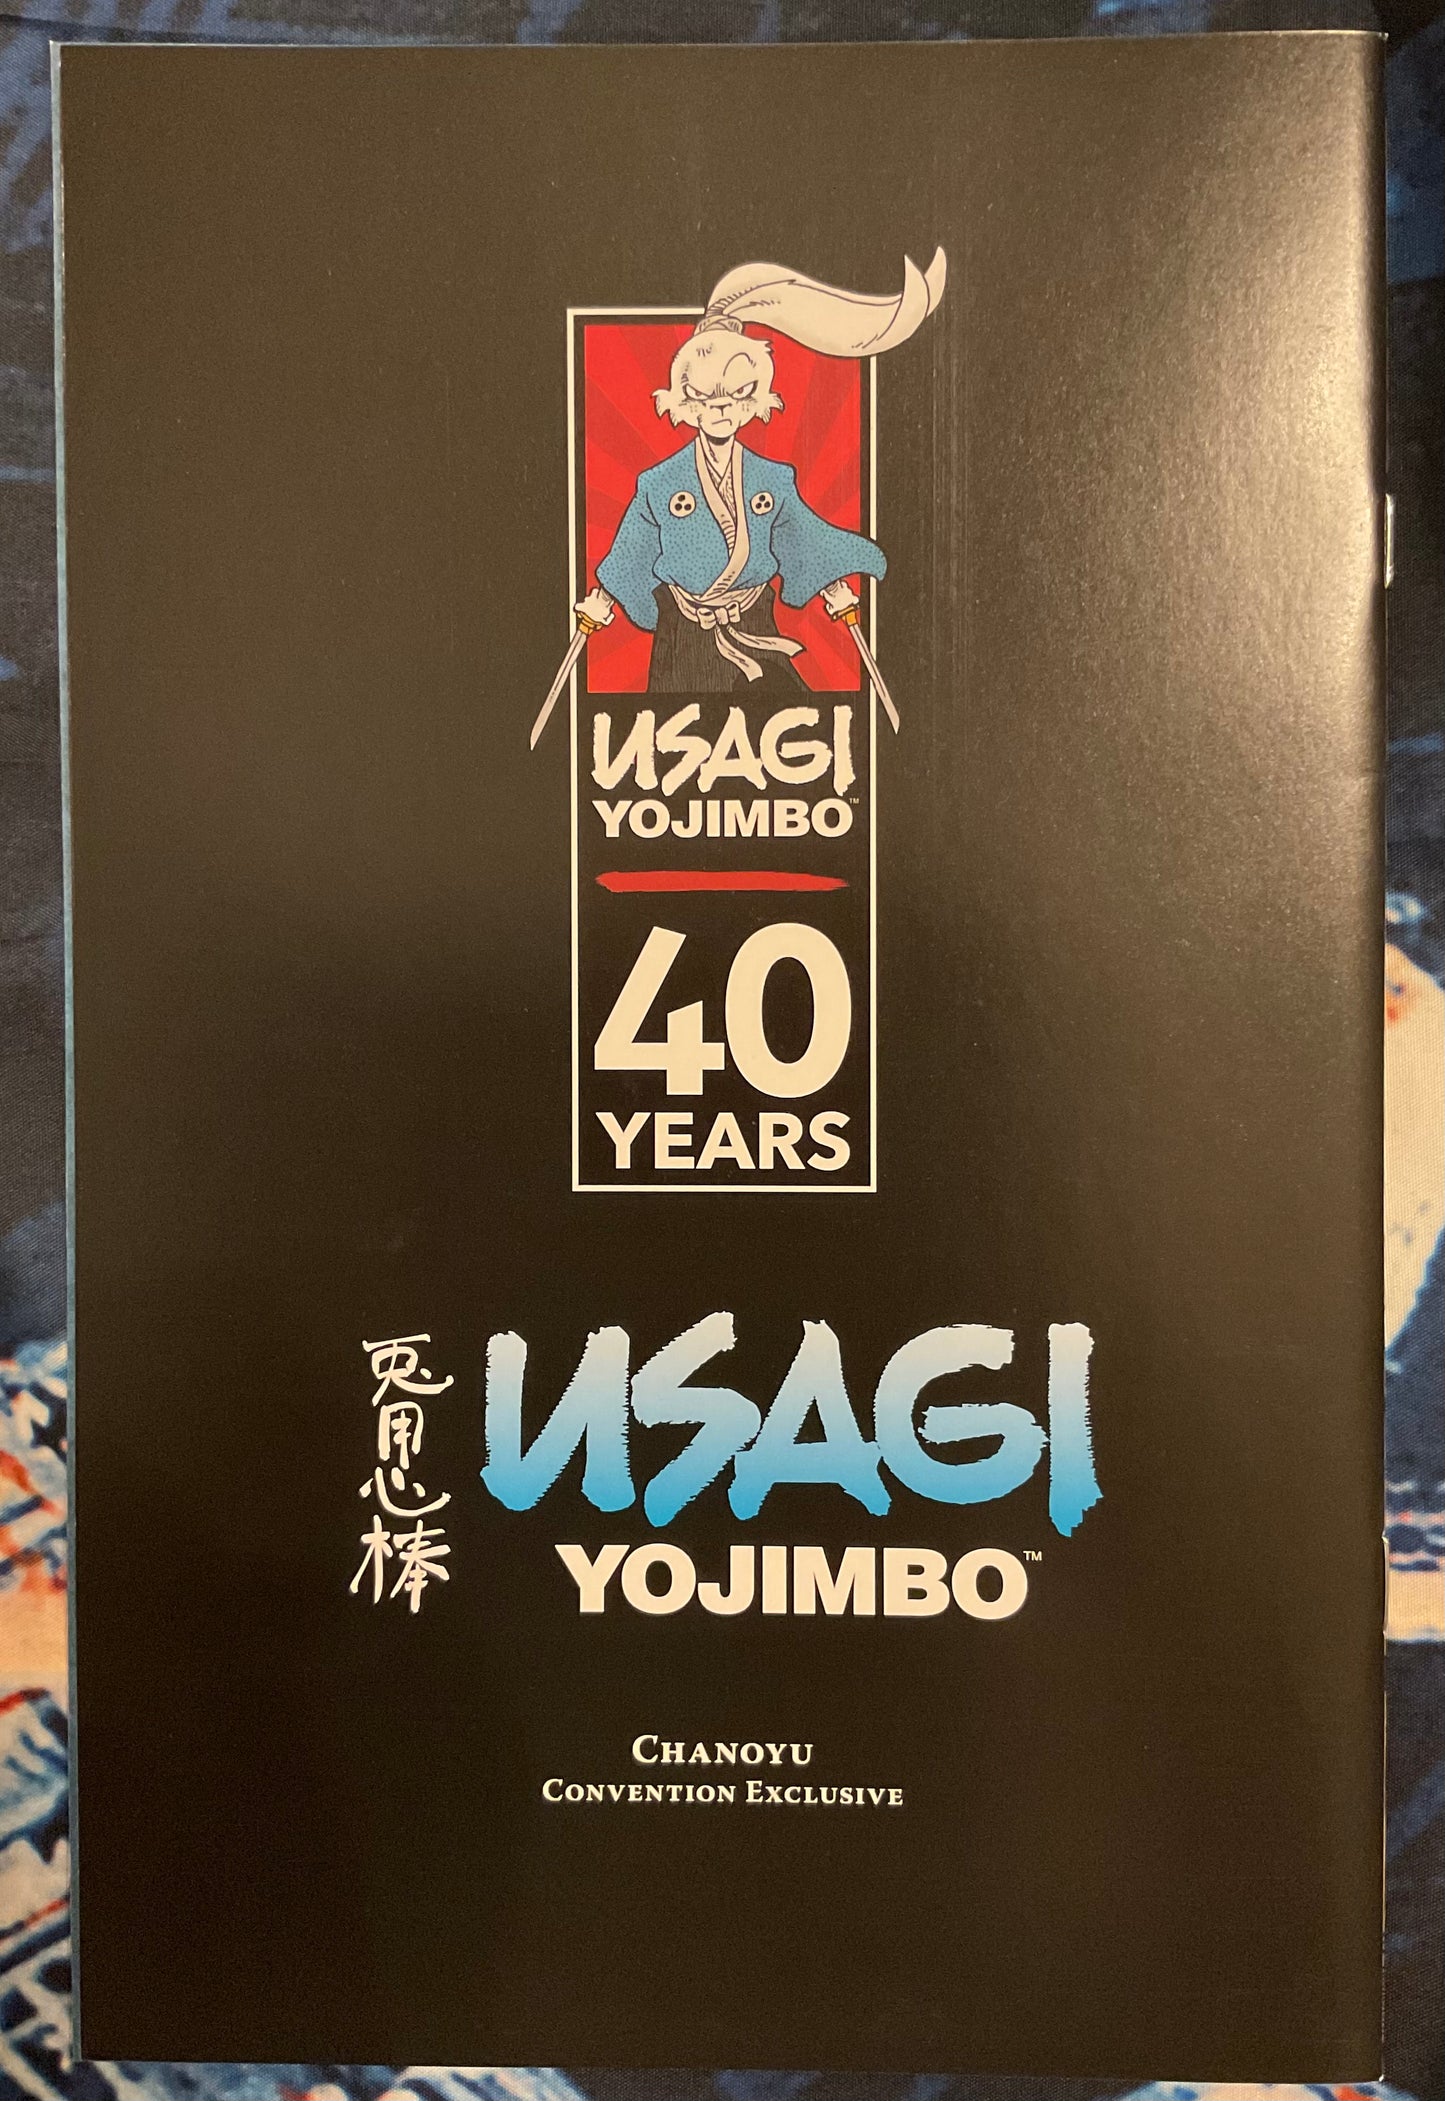 USAGI
YOJIMBO™
40
YEARS
兎用心棒
USAGI
YOJIMBO™
CHANOYU
CONVENTION EXCLUSIVE